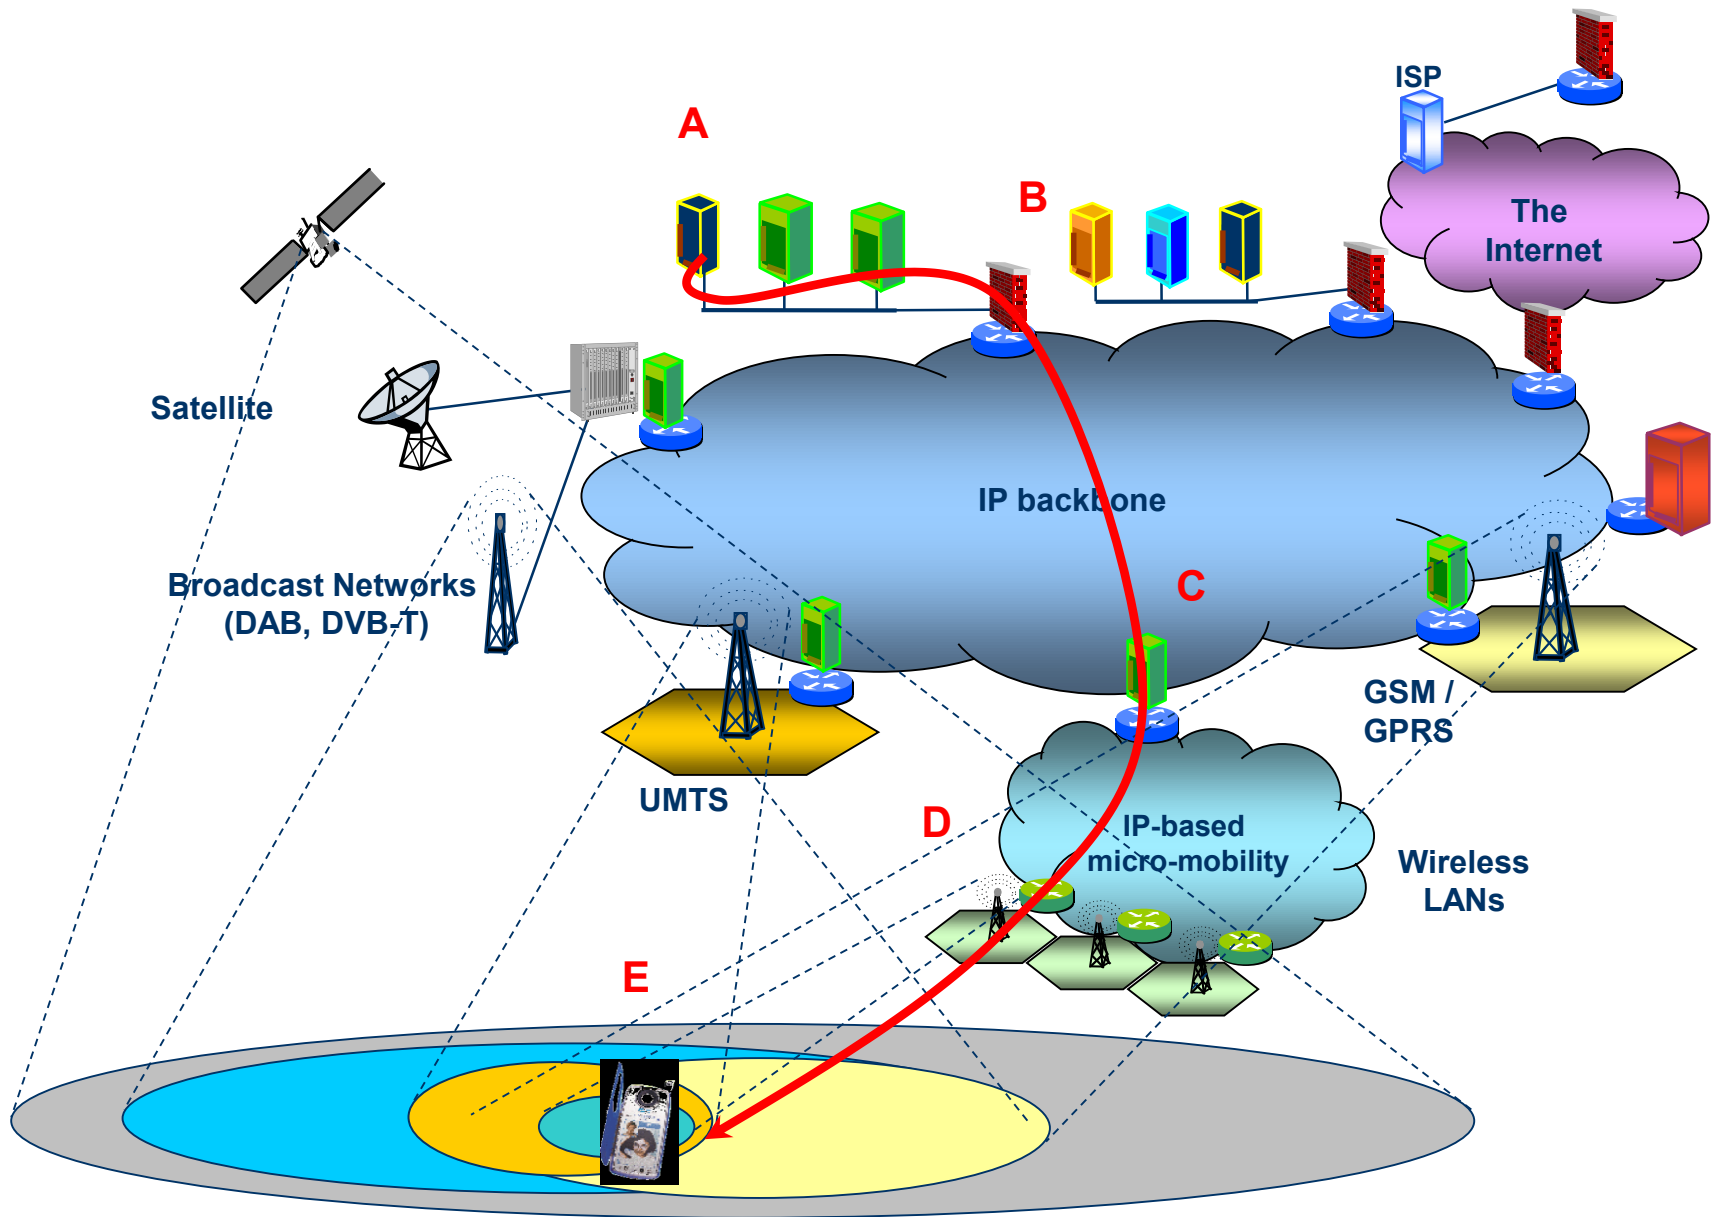 ISP
A
B
The
Internet
Satellite
IP backbone
Broadcast Networks
(DAB, DVB-T)
C
GSM /
GPRS
UMTS
D
IP-based
micro-mobility
Wireless
LANs
E